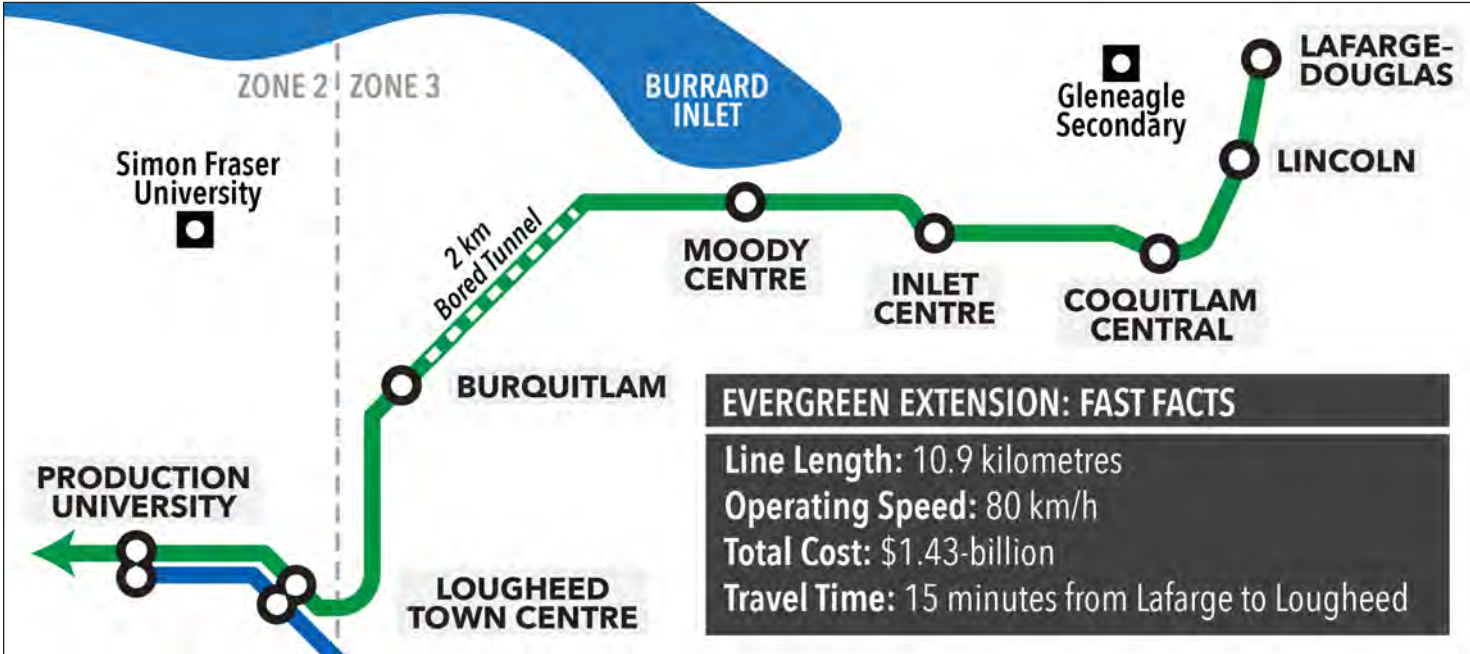 ZONE 2
ZONE 3
BURRARD
INLET
Gleneagle
Secondary
LAFARGE-
DOUGLAS
LINCOLN
Simon Fraser
University
2 km
Bored Tunnel
MOODY
CENTRE
INLET
CENTRE
COQUITLAM
CENTRAL
BURQUITLAM
PRODUCTION
UNIVERSITY
LOUGHEED
TOWN CENTRE
EVERGREEN EXTENSION: FAST FACTS
Line Length: 10.9 kilometres
Operating Speed: 80 km/h
Total Cost: $1.43-billion
Travel Time: 15 minutes from Lafarge to Lougheed